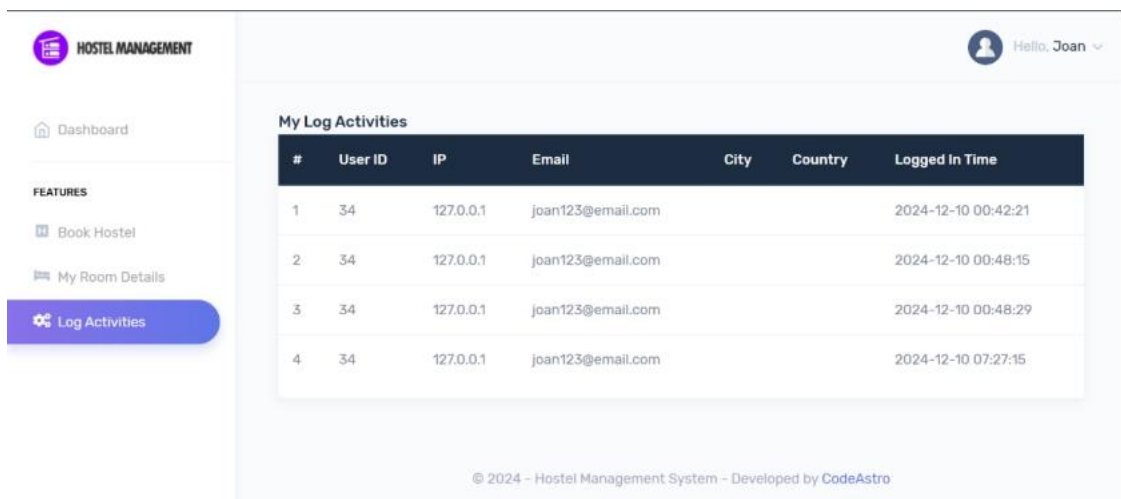 HOSTEL MANAGEMENT
Hello, Joan
Dashboard
FEATURES
Book Hostel
My Room Details
Log Activities
My Log Activities
# User ID IP Email City Country Logged In Time
1 34 127.0.0.1 joan123@email.com 2024-12-10 00:42:21
2 34 127.0.0.1 joan123@email.com 2024-12-10 00:48:15
3 34 127.0.0.1 joan123@email.com 2024-12-10 00:48:29
4 34 127.0.0.1 joan123@email.com 2024-12-10 07:27:15
© 2024 - Hostel Management System - Developed by CodeAstro